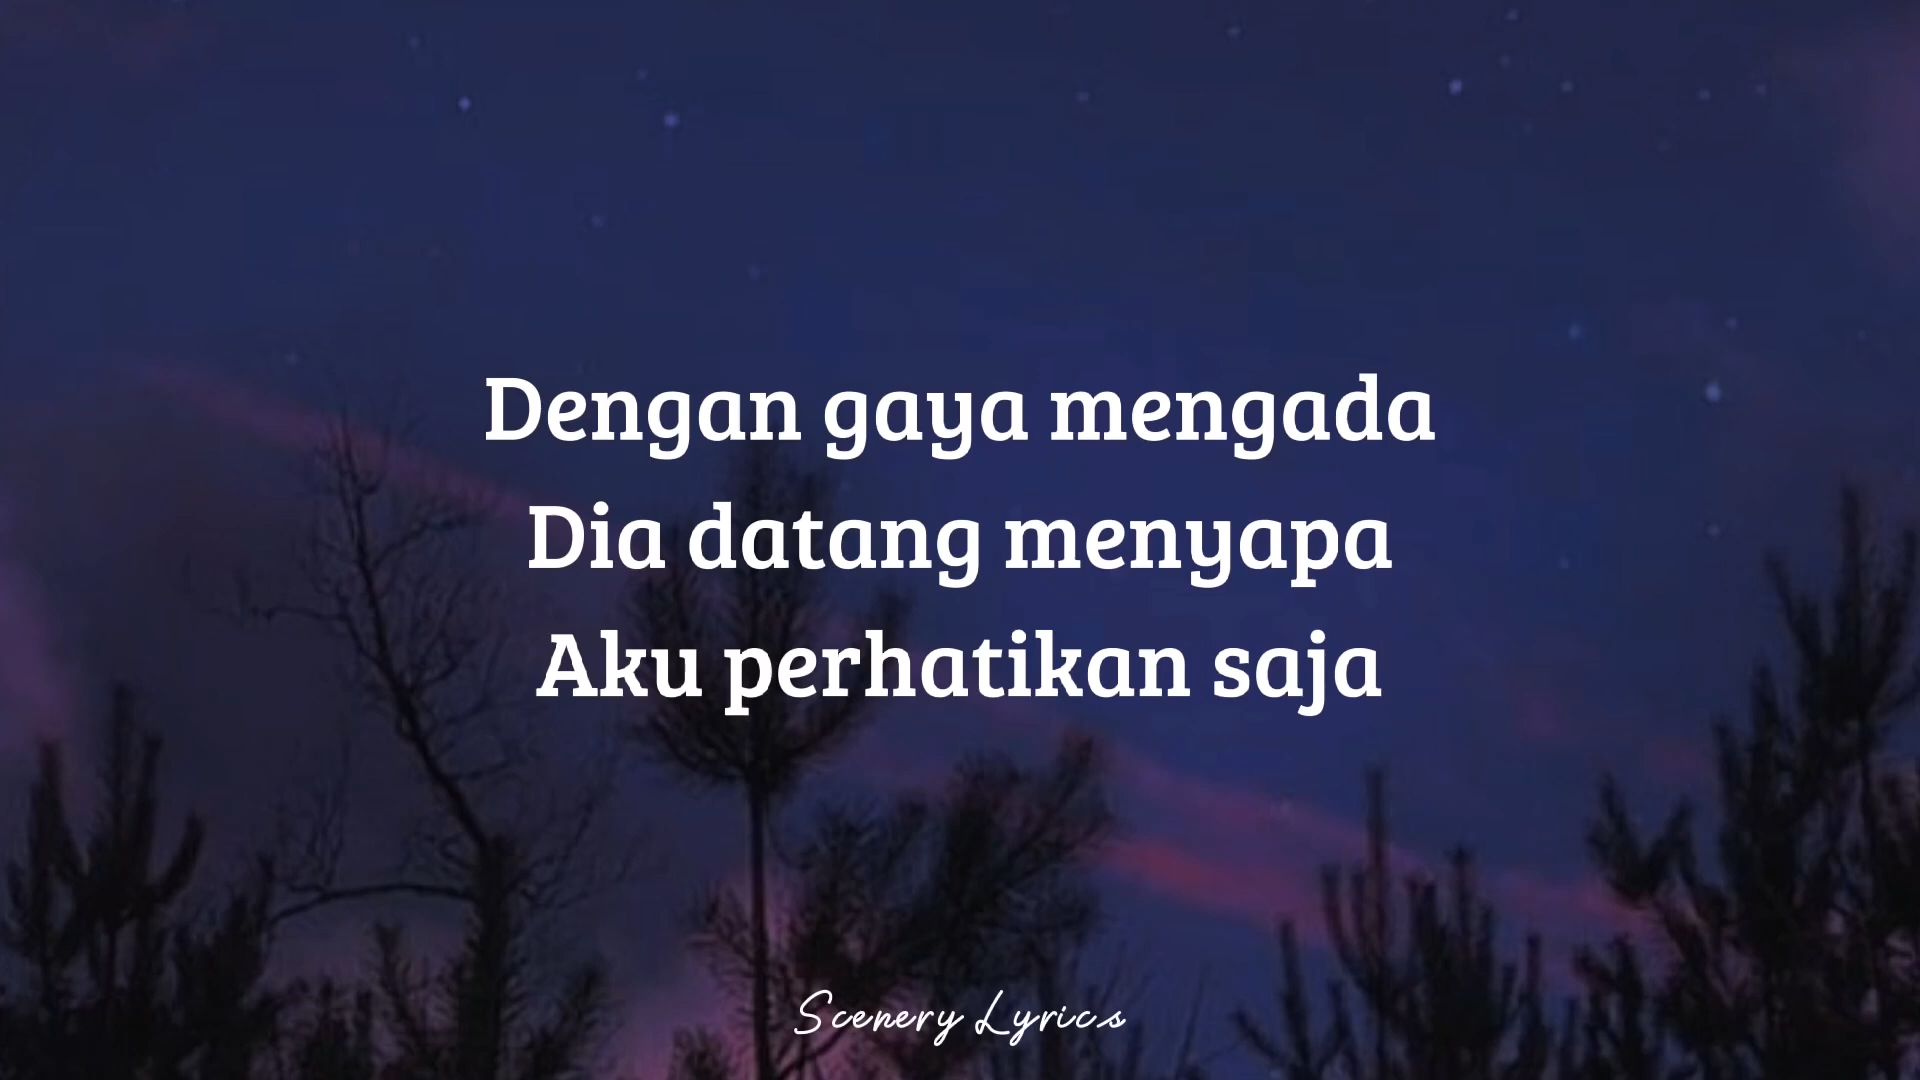 Dengan gaya mengada
Dia datang menyapa
Aku perhatikan saja
Scenery Lyrics